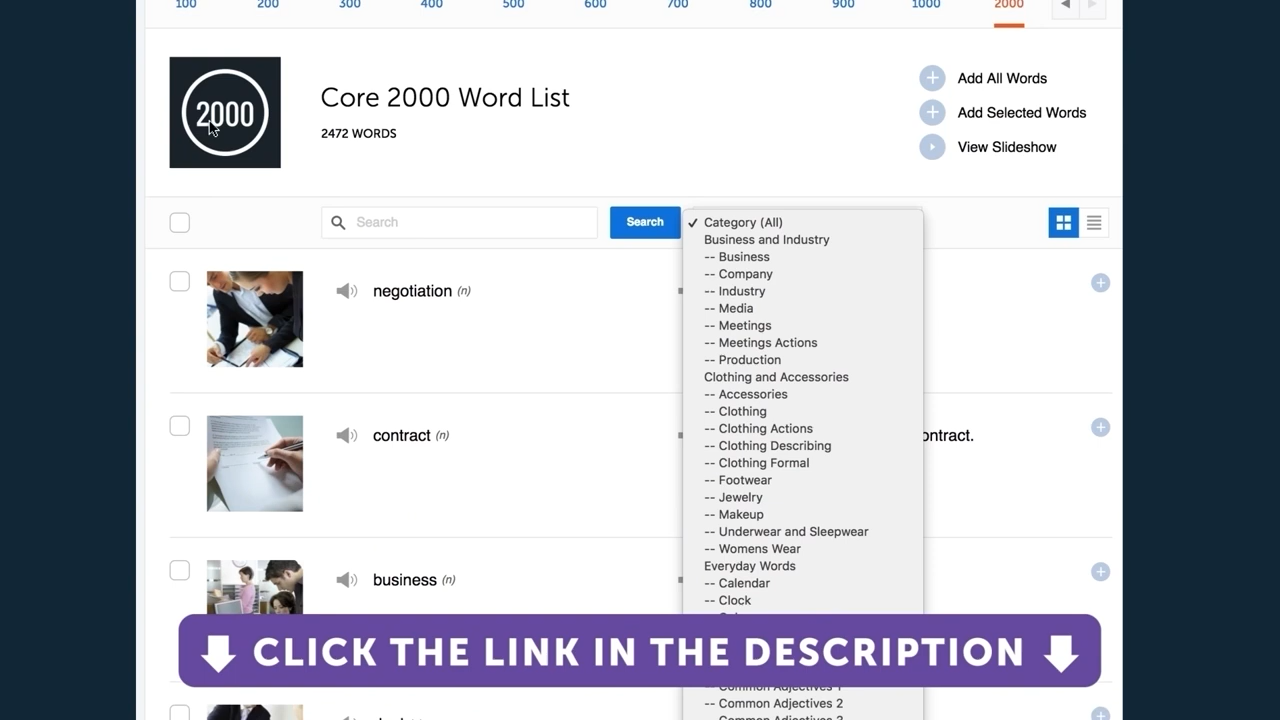 100 200 300 400 500 600 700 800 900 1000 2000
2000
Core 2000 Word List
2472 WORDS
Add All Words
Add Selected Words
View Slideshow
Search
Search
Category (All)
Business and Industry
-- Business
-- Company
-- Industry
-- Media
-- Meetings
-- Meetings Actions
-- Production
Clothing and Accessories
-- Accessories
-- Clothing
-- Clothing Actions
-- Clothing Describing
-- Clothing Formal
-- Footwear
-- Jewelry
-- Makeup
-- Underwear and Sleepwear
-- Womens Wear
Everyday Words
-- Calendar
-- Clock
negotiation (n)
contract (n)
ontract.
business (n)
CLICK THE LINK IN THE DESCRIPTION
-- Common Adjectives 1
-- Common Adjectives 2